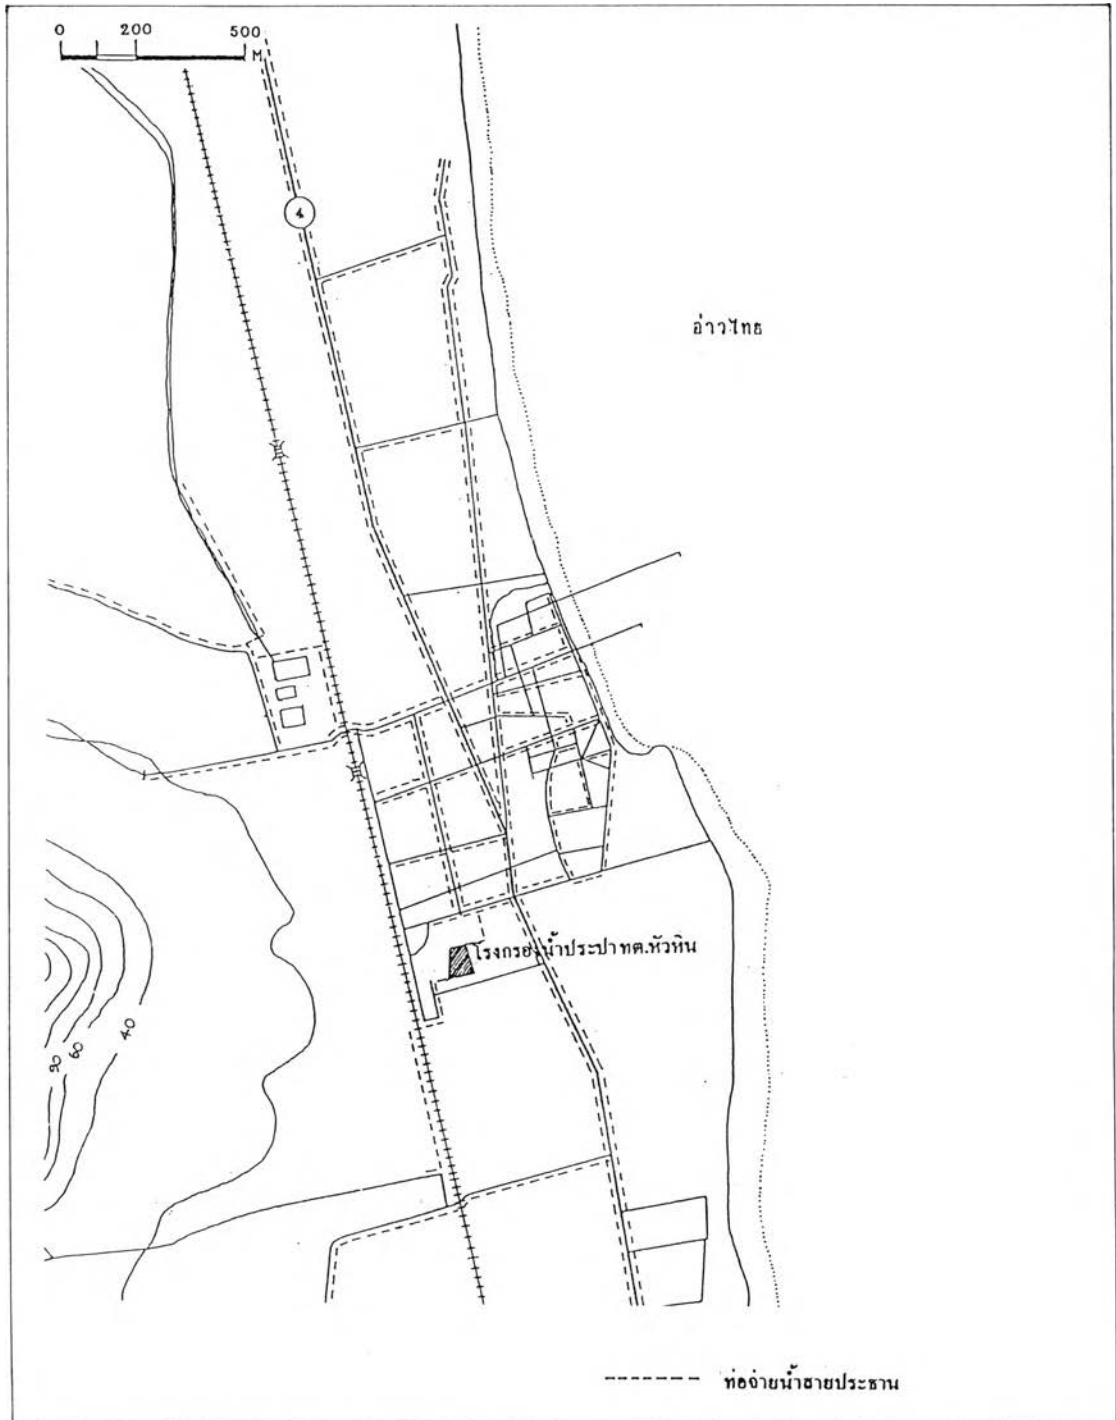 0 200 500
M
4
อ่าวไทย
โรงกรองน้ำประปา ทต.หัวหิน
90 60 40
ท่อจ่ายน้ำสายประธาน